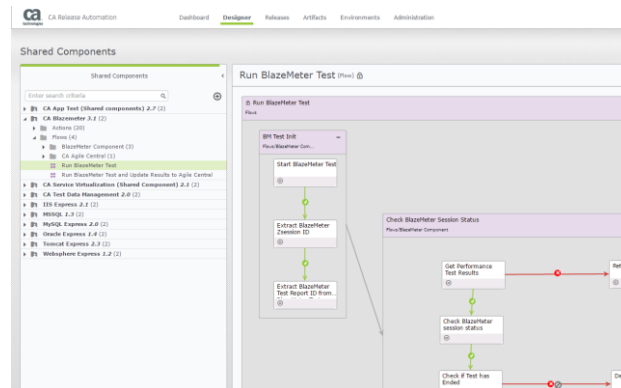 ca
technologies
CA Release Automation
Dashboard
Designer
Releases
Artifacts
Environments
Administration
Shared Components
Shared Components
Enter search criteria
CA App Test (Shared components) 2.7 (2)
CA Blazemeter 3.1 (2)
Actions (20)
Flows (4)
BlazeMeter Component (3)
CA Agile Central (1)
Run BlazeMeter Test
Run BlazeMeter Test and Update Results to Agile Central
CA Service Virtualization (Shared Component) 2.1 (2)
CA Test Data Management 2.0 (2)
IIS Express 2.1 (2)
MSSQL 1.3 (2)
MySQL Express 2.0 (2)
Oracle Express 1.4 (2)
Tomcat Express 2.3 (2)
Websphere Express 1.2 (2)
Run BlazeMeter Test (Flow)
Run BlazeMeter Test
Flows
BM Test Init
Flows/BlazeMeter Com...
Start BlazeMeter Test
Extract BlazeMeter
Zsession ID
Extract BlazeMeter
Test Report ID from...
Check BlazeMeter Session Status
Flows/BlazeMeter Component
Get Performance
Test Results
Check BlazeMeter
session status
Check if Test has
Ended